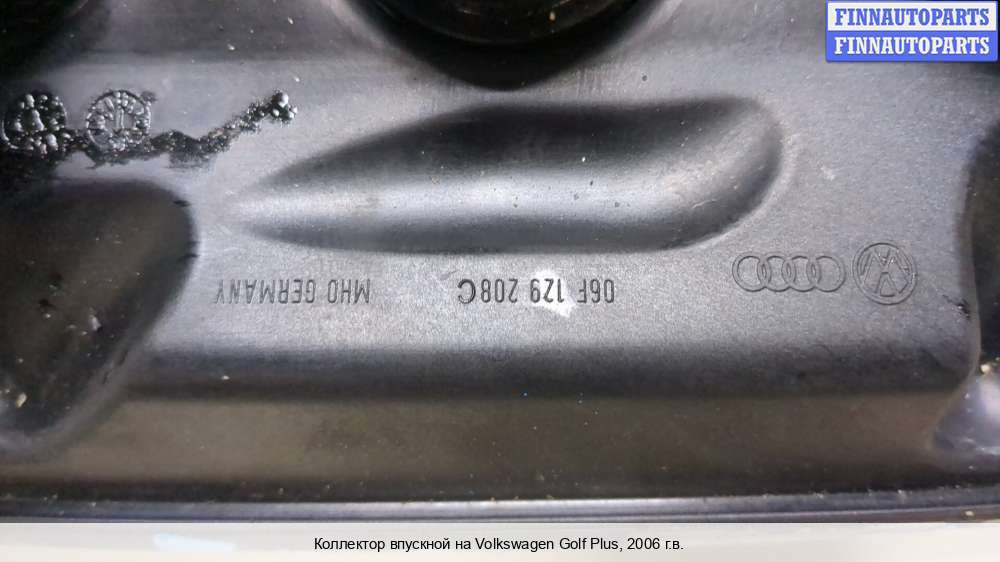 FINNAUTOPARTS
FINNAUTOPARTS
06F 129 208C
MHO GERMANY
Коллектор впускной на Volkswagen Golf Plus, 2006 г.в.